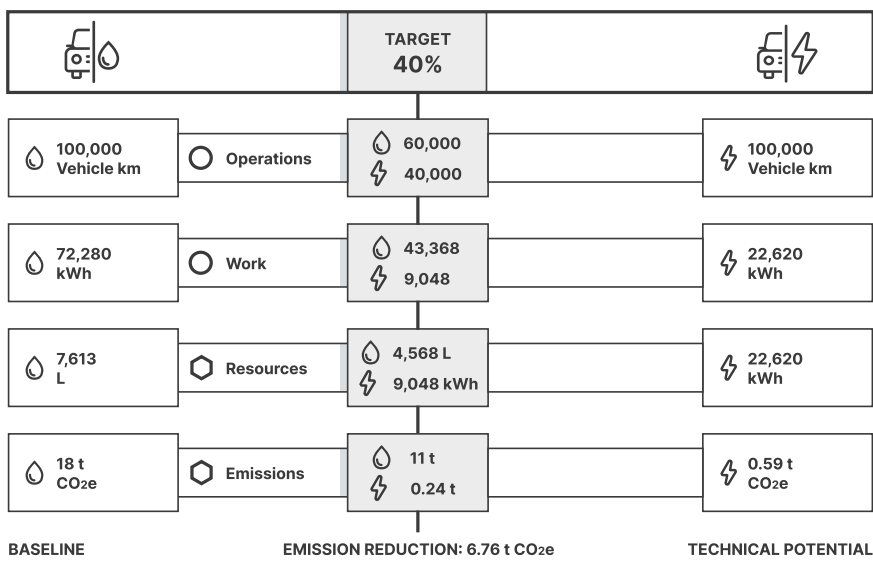 TARGET
40%
100,000
Vehicle km
Operations
60,000
40,000
100,000
Vehicle km
72,280
kWh
Work
43,368
9,048
22,620
kWh
7,613
L
Resources
4,568 L
9,048 kWh
22,620
kWh
18 t
CO2e
Emissions
11 t
0.24 t
0.59 t
CO2e
BASELINE
EMISSION REDUCTION: 6.76 t CO2e
TECHNICAL POTENTIAL